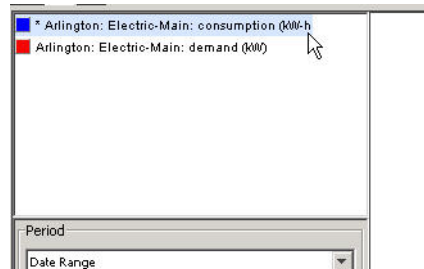 * Arlington: Electric-Main: consumption (kW-h
Arlington: Electric-Main: demand (kW)
Period
Date Range